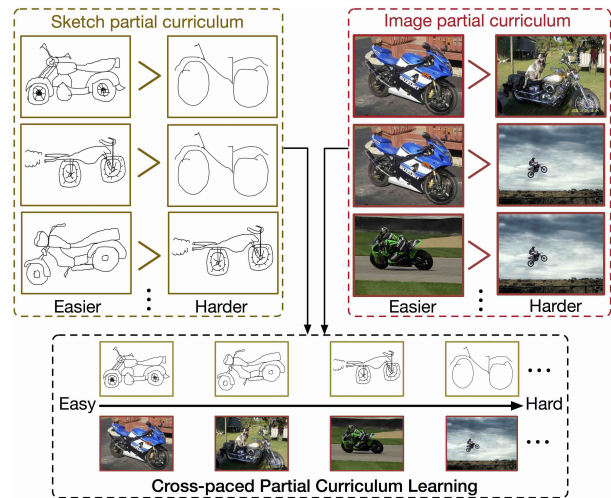 Sketch partial curriculum
Image partial curriculum
Easier
Harder
Easier
Harder
Easy
Hard
Cross-paced Partial Curriculum Learning